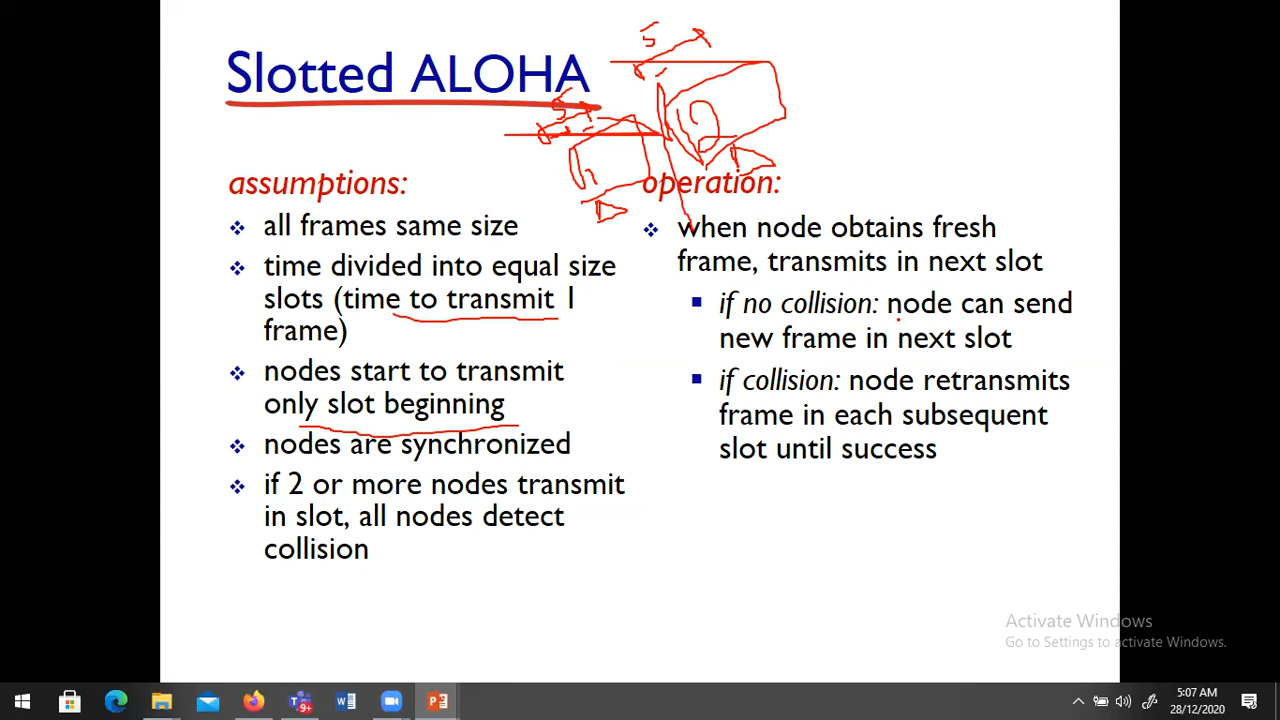 Slotted ALOHA
5
5
assumptions:
all frames same size
time divided into equal size
slots (time to transmit 1
frame)
nodes start to transmit
only slot beginning
nodes are synchronized
if 2 or more nodes transmit
in slot, all nodes detect
collision
operation:
when node obtains fresh
frame, transmits in next slot
if no collision: node can send
new frame in next slot
if collision: node retransmits
frame in each subsequent
slot until success
Activate Windows
Go to Settings to activate Windows.
9+
5:07 AM
28/12/2020